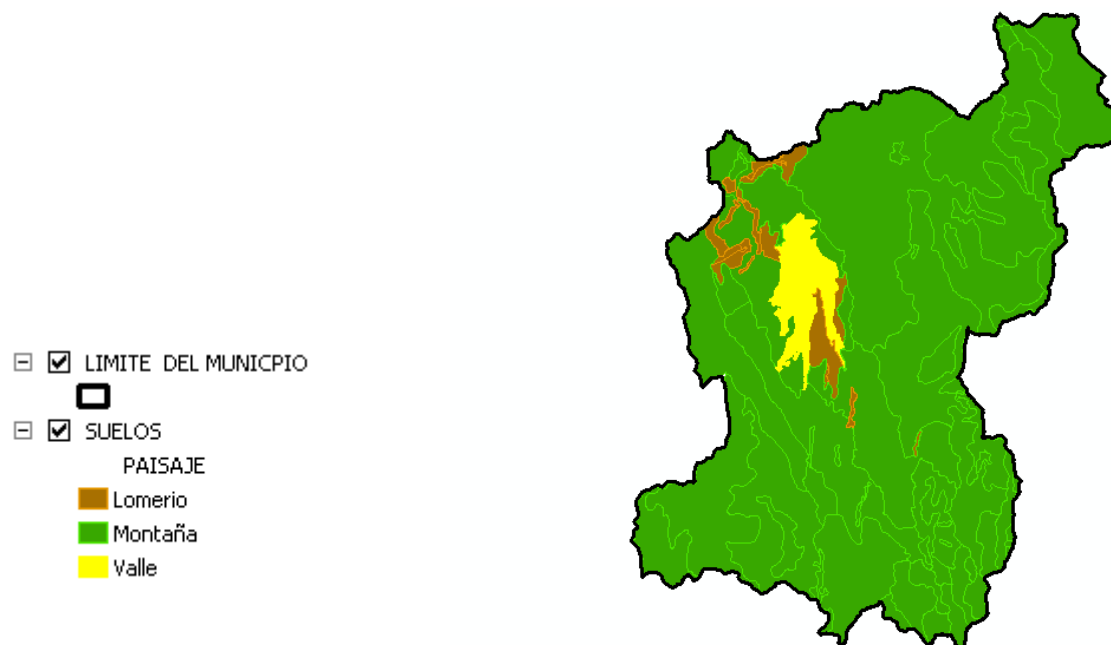 LIMITE DEL MUNICPIO
SUELOS
PAISAJE
Lomerio
Montaña
Valle